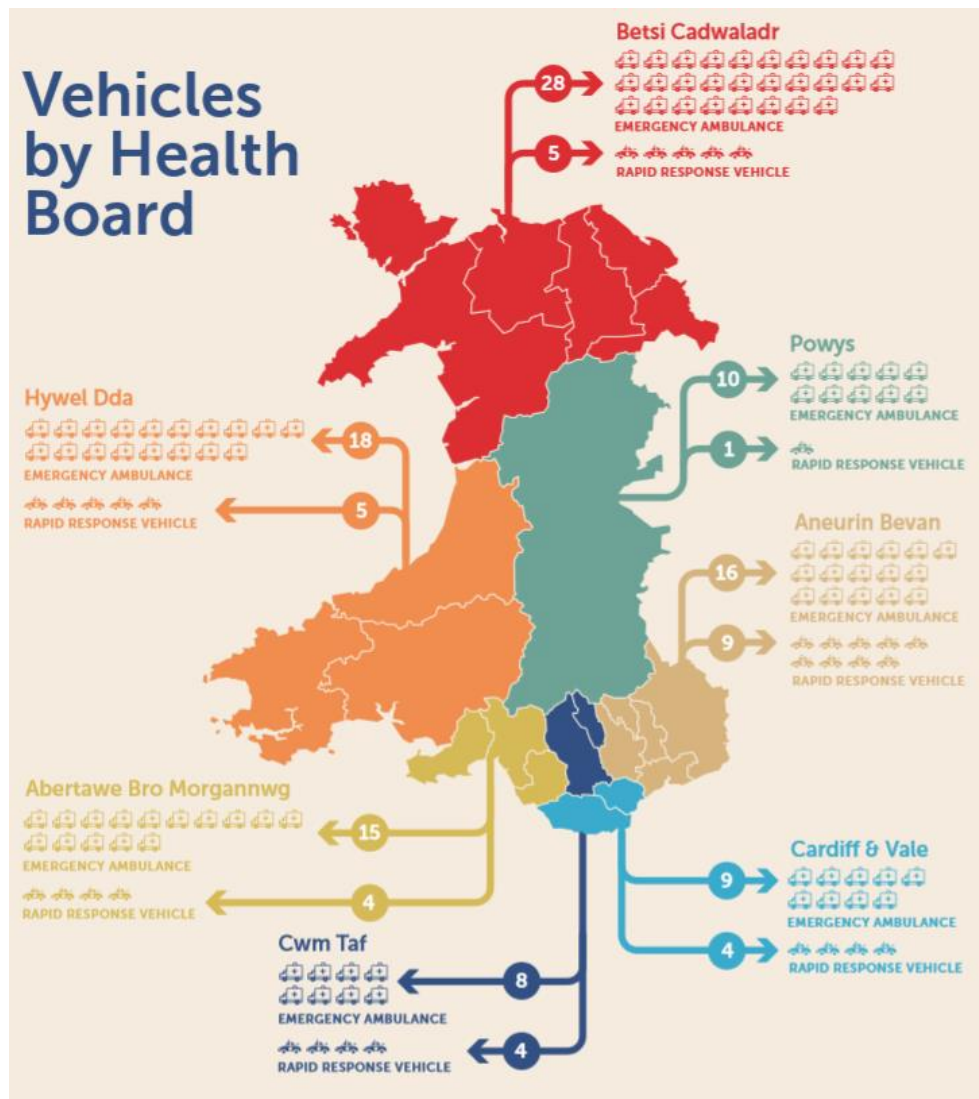 Vehicles
by Health
Board
Betsi Cadwaladr
28
EMERGENCY AMBULANCE
5
RAPID RESPONSE VEHICLE
Powys
10
EMERGENCY AMBULANCE
1
RAPID RESPONSE VEHICLE
Hywel Dda
18
EMERGENCY AMBULANCE
5
RAPID RESPONSE VEHICLE
Aneurin Bevan
16
EMERGENCY AMBULANCE
9
RAPID RESPONSE VEHICLE
Abertawe Bro Morgannwg
15
EMERGENCY AMBULANCE
4
RAPID RESPONSE VEHICLE
Cardiff & Vale
9
EMERGENCY AMBULANCE
4
RAPID RESPONSE VEHICLE
Cwm Taf
8
EMERGENCY AMBULANCE
4
RAPID RESPONSE VEHICLE